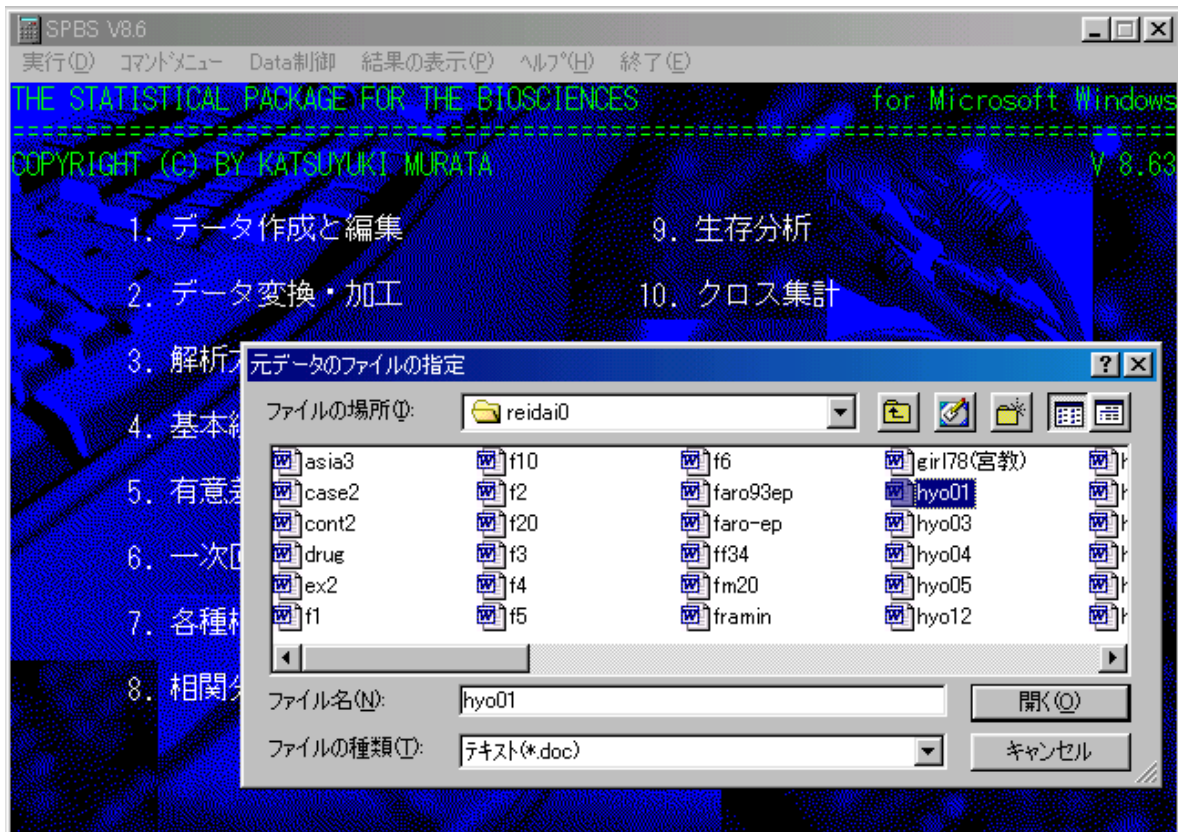 SPBS V8.6
実行(D) コマンドメニュー Data制御 結果の表示(P) ヘルプ(H) 終了(E)
THE STATISTICAL PACKAGE FOR THE BIOSCIENCES for Microsoft Windows
COPYRIGHT (C) BY KATSUYUKI MURATA V 8.63
1. データ作成と編集 9. 生存分析
2. データ変換・加工 10. クロス集計
3. 解析
4. 基本
5. 有意
6. 一次
7. 各種
8. 相関
元データのファイルの指定
ファイルの場所(I): reidai0
asia3 f10 f6 girl78(宮教)
case2 f2 faro93ep hyo01
cont2 f20 faro-ep hyo03
drug f3 ff34 hyo04
ex2 f4 fm20 hyo05
f1 f5 framin hyo12
ファイル名(N): hyo01 開く(O)
ファイルの種類(T): テキスト(*.doc) キャンセル